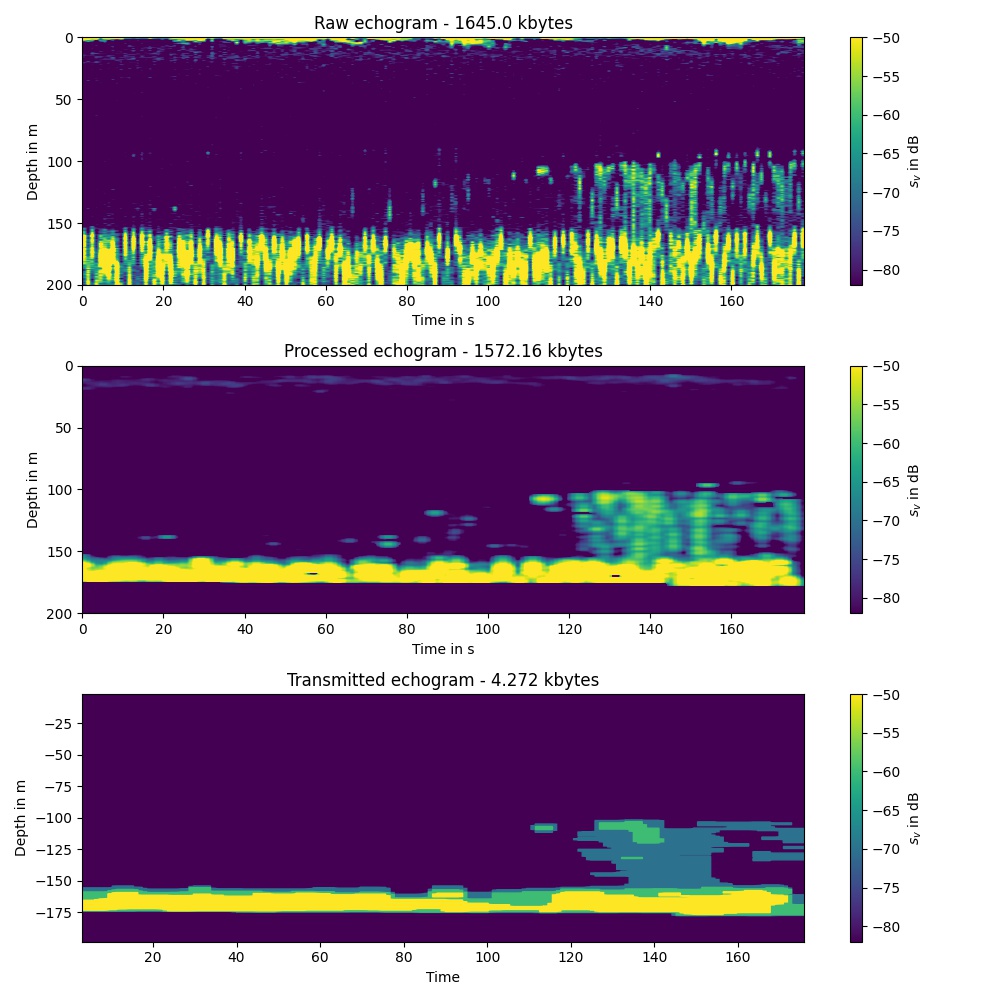 Raw echogram - 1645.0 kbytes
0
50
100
150
200
Depth in m
0 20 40 60 80 100 120 140 160
Time in s
−50
−55
−60
−65
−70
−75
−80
sv in dB
Processed echogram - 1572.16 kbytes
0
50
100
150
200
Depth in m
0 20 40 60 80 100 120 140 160
Time in s
−50
−55
−60
−65
−70
−75
−80
sv in dB
Transmitted echogram - 4.272 kbytes
−25
−50
−75
−100
−125
−150
−175
Depth in m
20 40 60 80 100 120 140 160
Time
−50
−55
−60
−65
−70
−75
−80
sv in dB